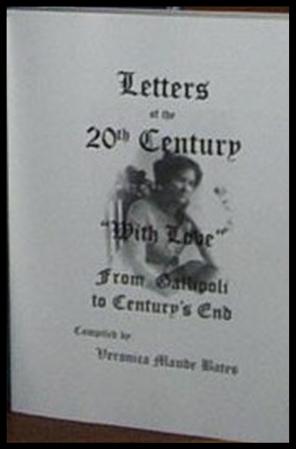 Letters
of the
20th Century
"With Love"
From Gallipoli
to Century's End
Compiled by
Veronica Maude Bates